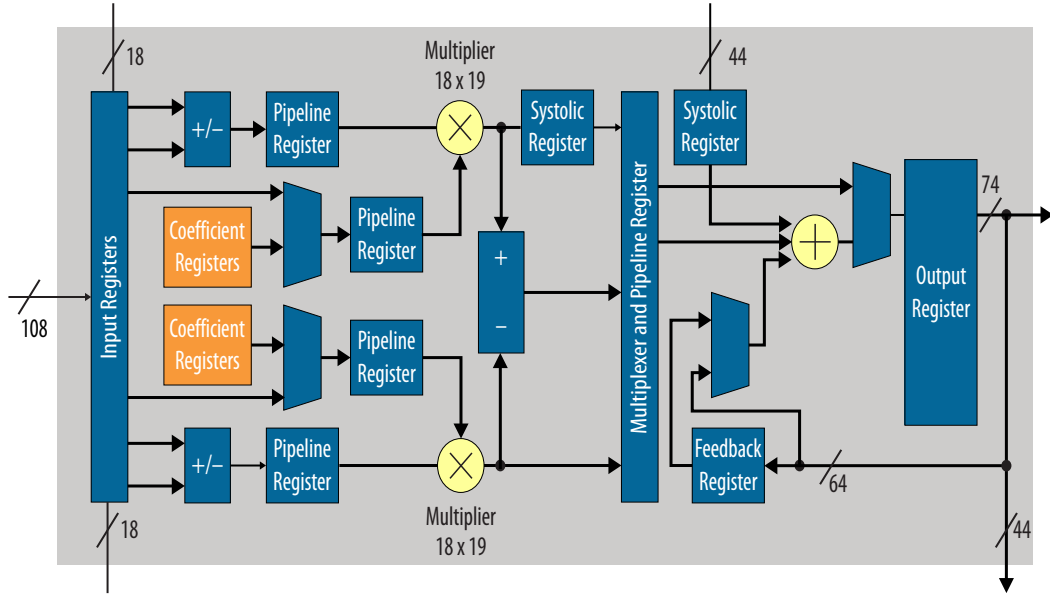 18
44
Multiplier
18 x 19
+/–
Pipeline
Register
Systolic
Register
Systolic
Register
74
Coefficient
Registers
Pipeline
Register
+
–
Input Registers
108
Multiplexer and Pipeline Register
Output
Register
Coefficient
Registers
Pipeline
Register
+/–
Pipeline
Register
Multiplier
18 x 19
Feedback
Register
64
18
44